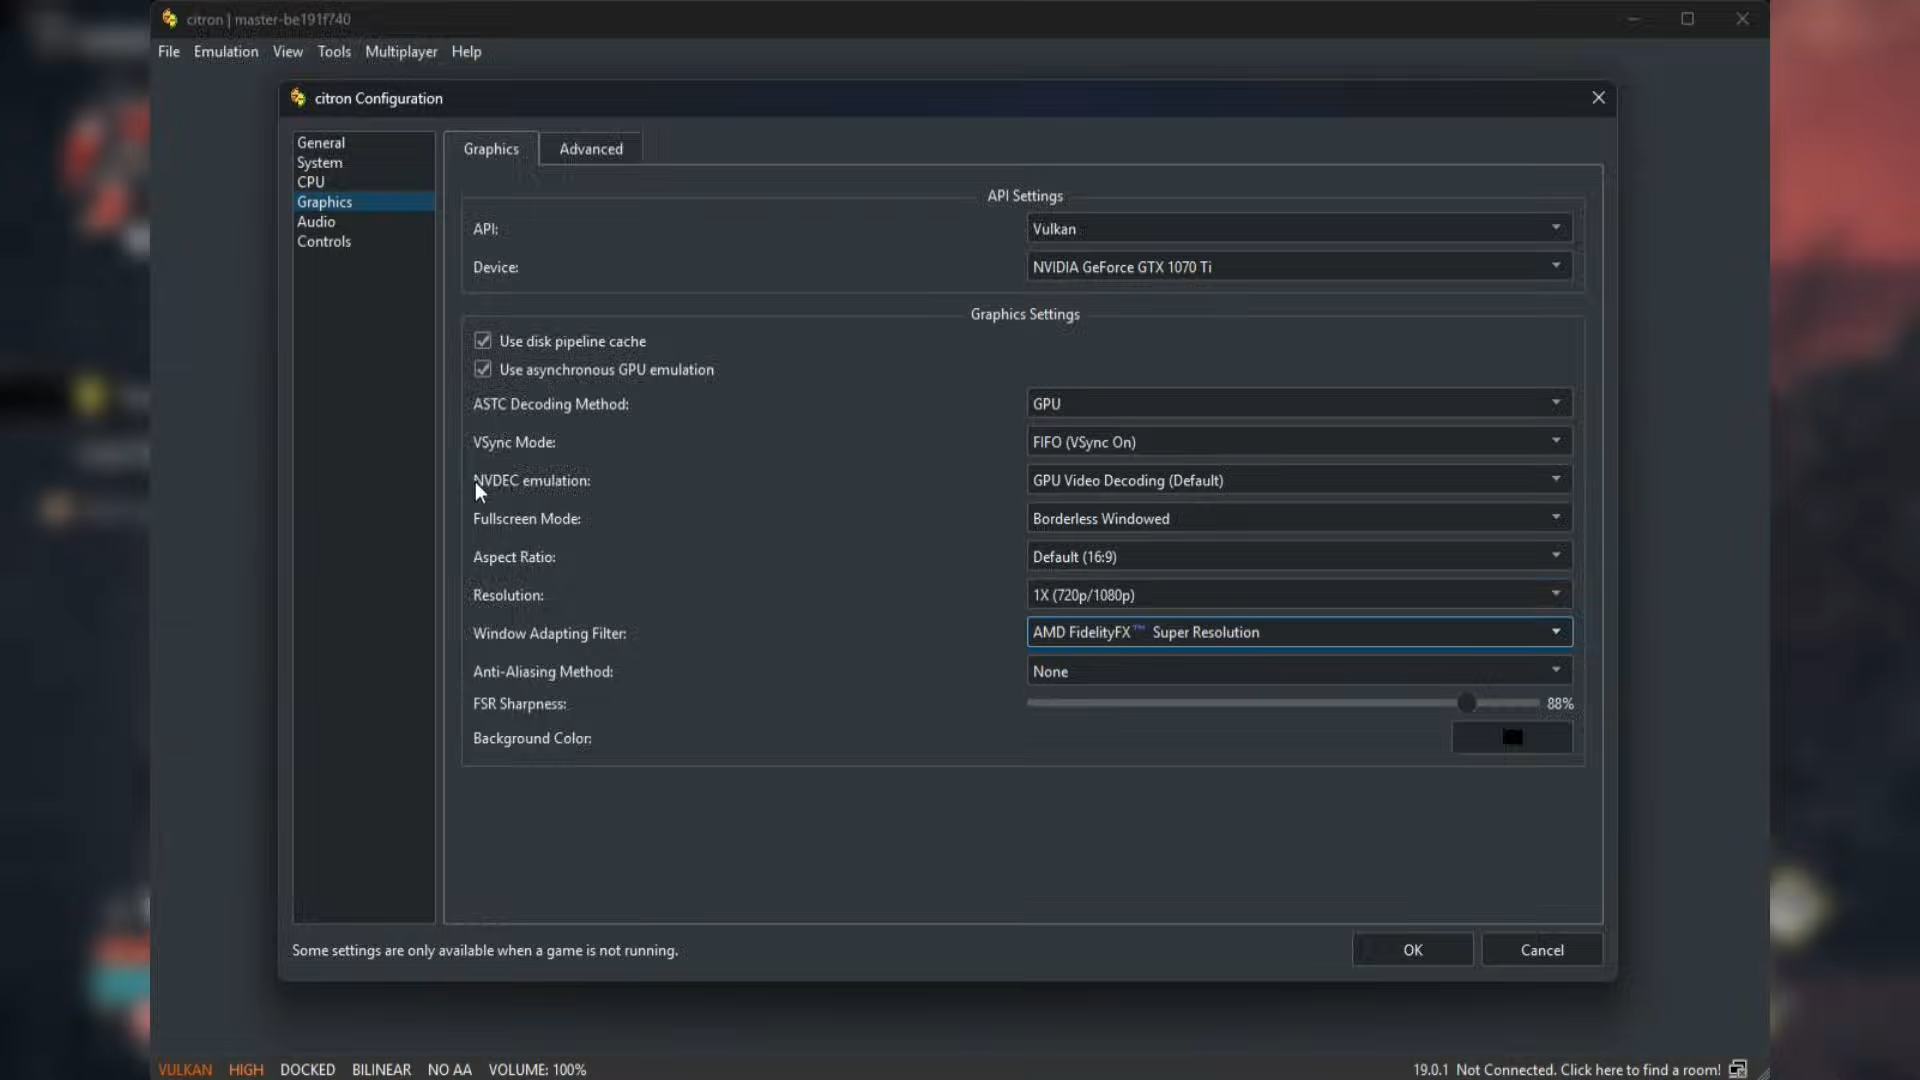 citron | master-be191f740
File Emulation View Tools Multiplayer Help
citron Configuration
General
System
CPU
Graphics
Audio
Controls
Graphics Advanced
API Settings
API: Vulkan
Device: NVIDIA GeForce GTX 1070 Ti
Graphics Settings
Use disk pipeline cache
Use asynchronous GPU emulation
ASTC Decoding Method: GPU
VSync Mode: FIFO (VSync On)
NVDEC emulation: GPU Video Decoding (Default)
Fullscreen Mode: Borderless Windowed
Aspect Ratio: Default (16:9)
Resolution: 1X (720p/1080p)
Window Adapting Filter: AMD FidelityFX™ Super Resolution
Anti-Aliasing Method: None
FSR Sharpness: 88%
Background Color:
Some settings are only available when a game is not running.
OK Cancel
VULKAN HIGH DOCKED BILINEAR NO AA VOLUME: 100% 19.0.1 Not Connected. Click here to find a room!